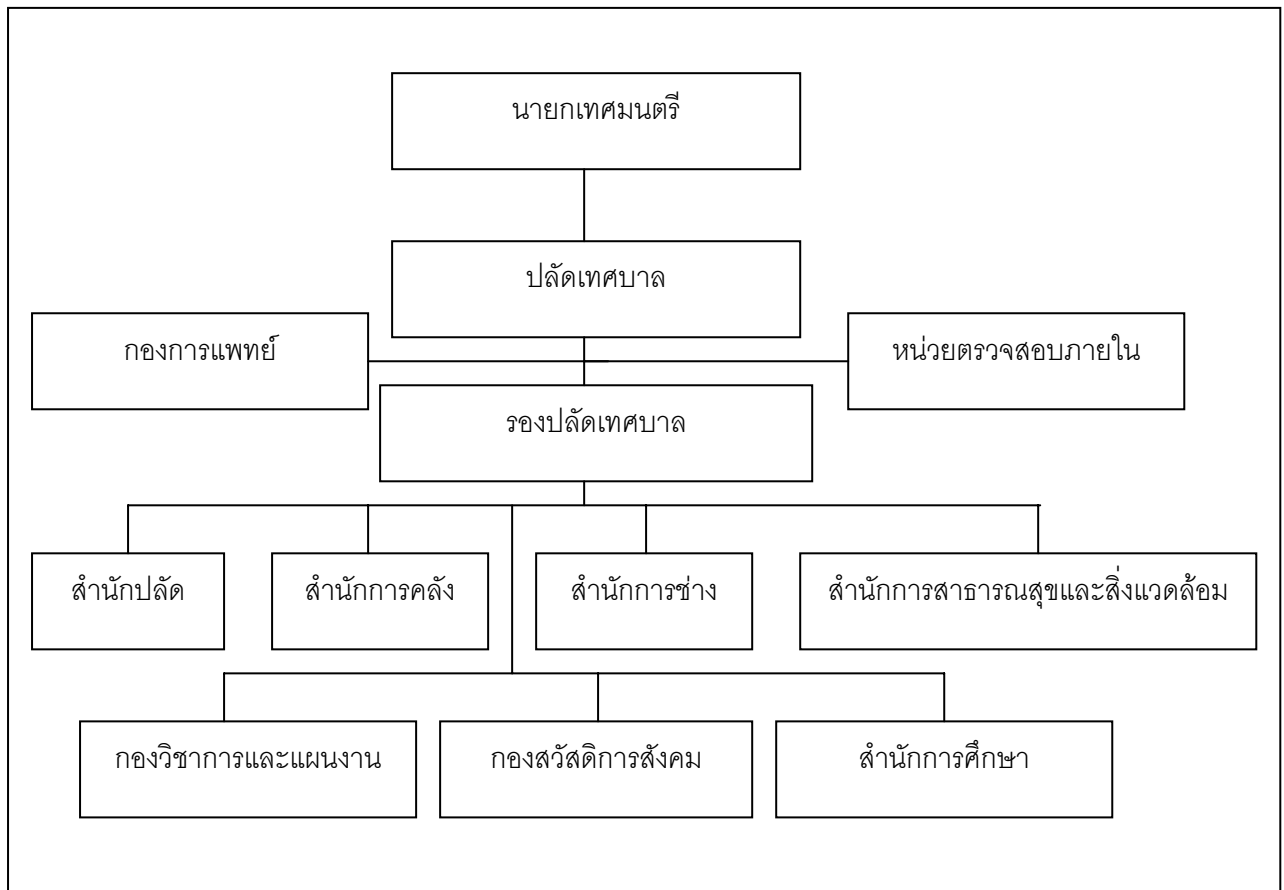 นายกเทศมนตรี
ปลัดเทศบาล
กองการแพทย์
หน่วยตรวจสอบภายใน
รองปลัดเทศบาล
สำนักปลัด
สำนักการคลัง
สำนักการช่าง
สำนักการสาธารณสุขและสิ่งแวดล้อม
กองวิชาการและแผนงาน
กองสวัสดิการสังคม
สำนักการศึกษา